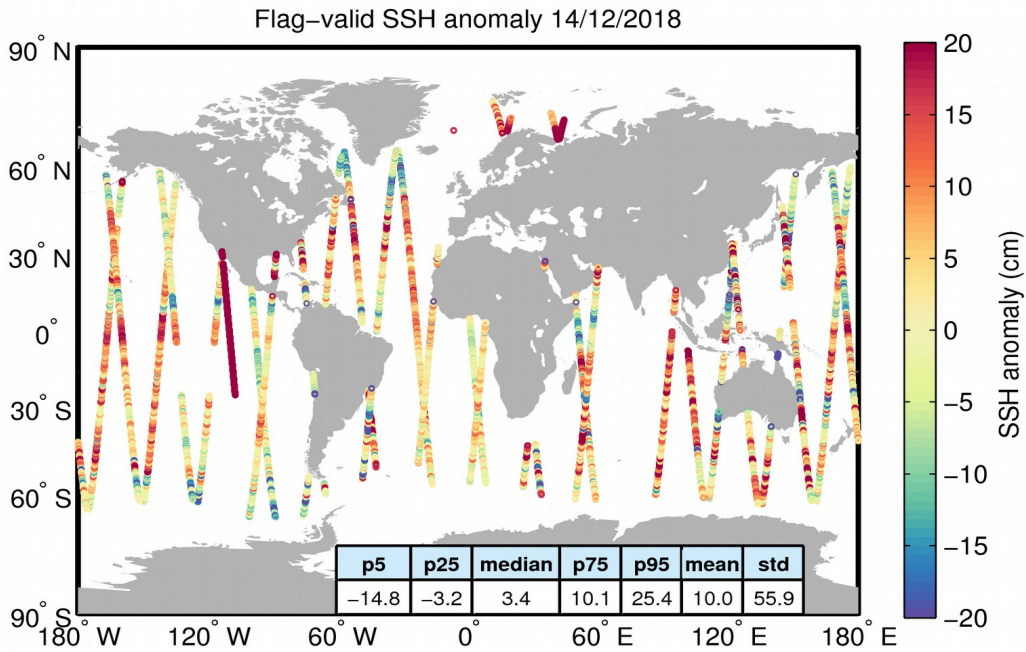 Flag−valid SSH anomaly 14/12/2018
90° N
60° N
30° N
0°
30° S
60° S
90° S
180° W
120° W
60° W
0°
60° E
120° E
180° E
p5 p25 median p75 p95 mean std
−14.8 −3.2 3.4 10.1 25.4 10.0 55.9
20
15
10
5
0
−5
−10
−15
−20
SSH anomaly (cm)